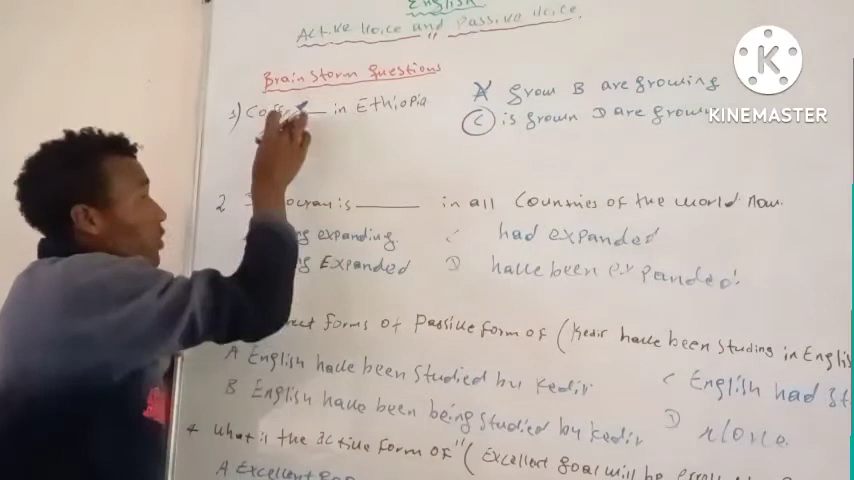 English
Active Voice and Passive Voice.
Brain Storm Questions
1) in Ethiopia
A grow B are growing
C is grown D are
2 is ______ in all Countries of the world now.
expanding. C had expanded
Expanded D have been expanded.
forms of Passive form of (Kedir have been studing in English
A English have been studied by Kedir
C English had
B English have been being studied by Kedir
D None.
4 what is the active form of "(Excellent goal will be
A Excellent
K
KINEMASTER